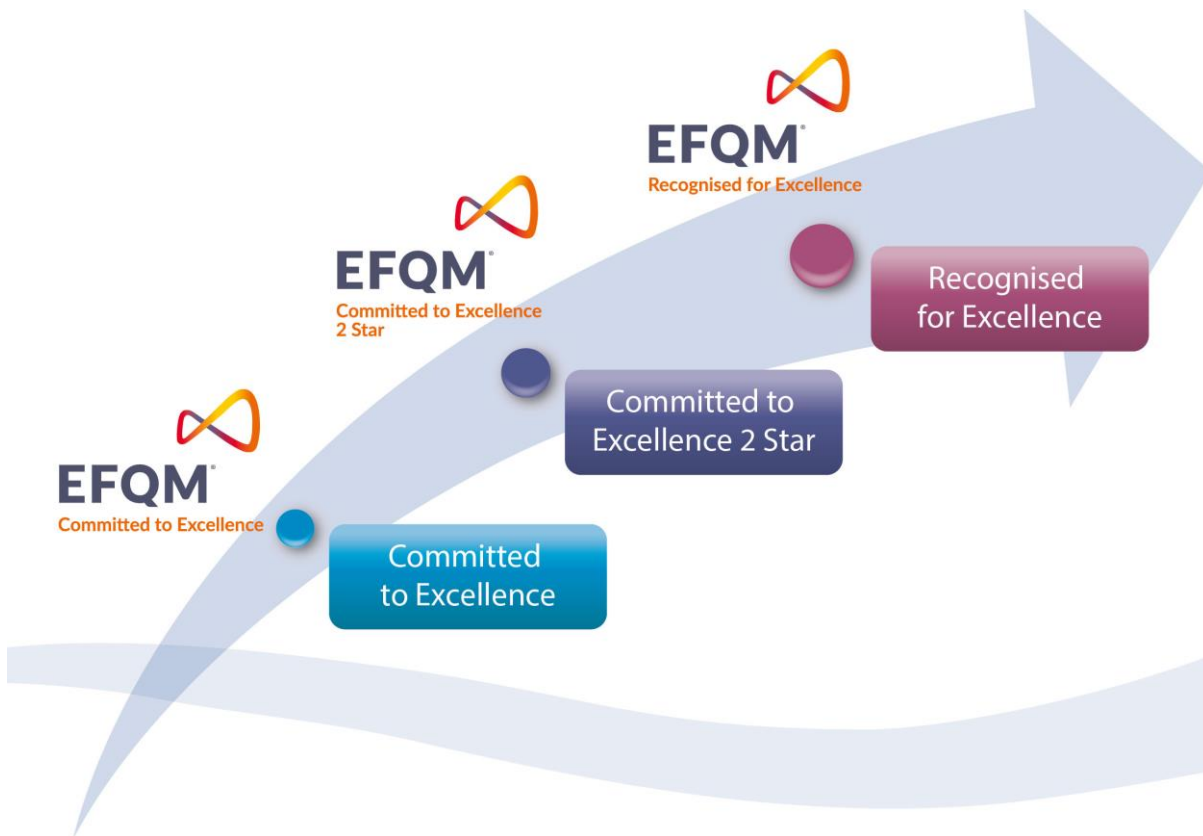 EFQM®
Recognised for Excellence
Recognised
for Excellence
EFQM®
Committed to Excellence
2 Star
Committed to
Excellence 2 Star
EFQM®
Committed to Excellence
Committed
to Excellence